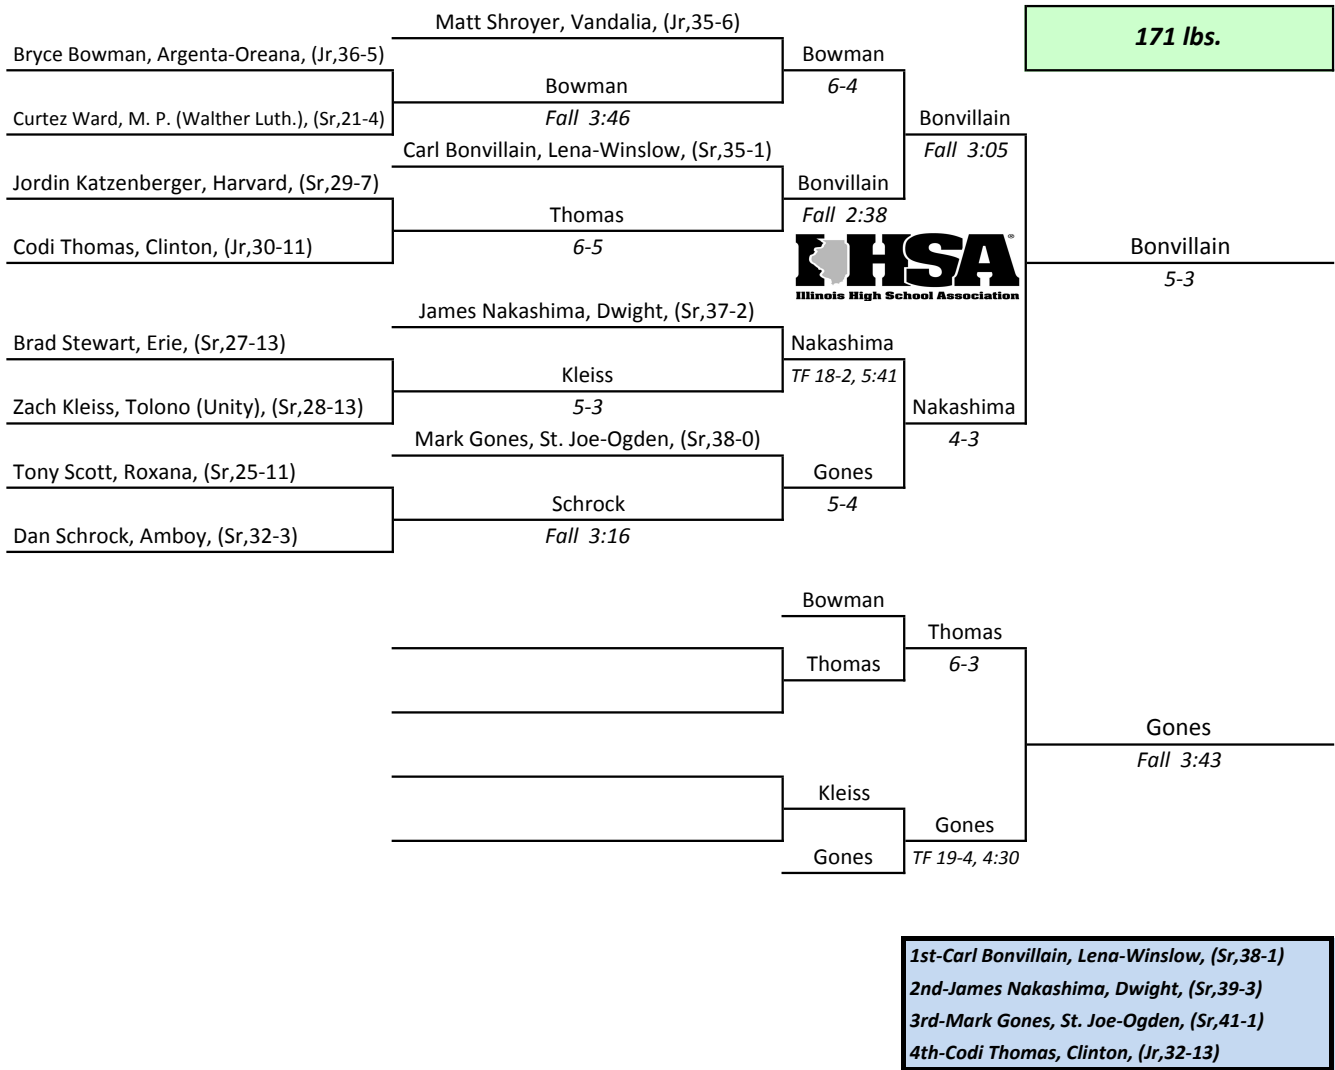 Matt Shroyer, Vandalia, (Jr,35-6)
171 lbs.
Bryce Bowman, Argenta-Oreana, (Jr,36-5)
Bowman
Bowman
6-4
Curtez Ward, M. P. (Walther Luth.), (Sr,21-4)
Fall 3:46
Bonvillain
Carl Bonvillain, Lena-Winslow, (Sr,35-1)
Fall 3:05
Jordin Katzenberger, Harvard, (Sr,29-7)
Bonvillain
Thomas
Fall 2:38
Codi Thomas, Clinton, (Jr,30-11)
6-5
IHSA®
Illinois High School Association
Bonvillain
5-3
James Nakashima, Dwight, (Sr,37-2)
Brad Stewart, Erie, (Sr,27-13)
Nakashima
Kleiss
TF 18-2, 5:41
Zach Kleiss, Tolono (Unity), (Sr,28-13)
5-3
Nakashima
Mark Gones, St. Joe-Ogden, (Sr,38-0)
4-3
Tony Scott, Roxana, (Sr,25-11)
Gones
Schrock
5-4
Dan Schrock, Amboy, (Sr,32-3)
Fall 3:16
Bowman
Thomas
Thomas
6-3
Gones
Fall 3:43
Kleiss
Gones
Gones
TF 19-4, 4:30
1st-Carl Bonvillain, Lena-Winslow, (Sr,38-1)
2nd-James Nakashima, Dwight, (Sr,39-3)
3rd-Mark Gones, St. Joe-Ogden, (Sr,41-1)
4th-Codi Thomas, Clinton, (Jr,32-13)